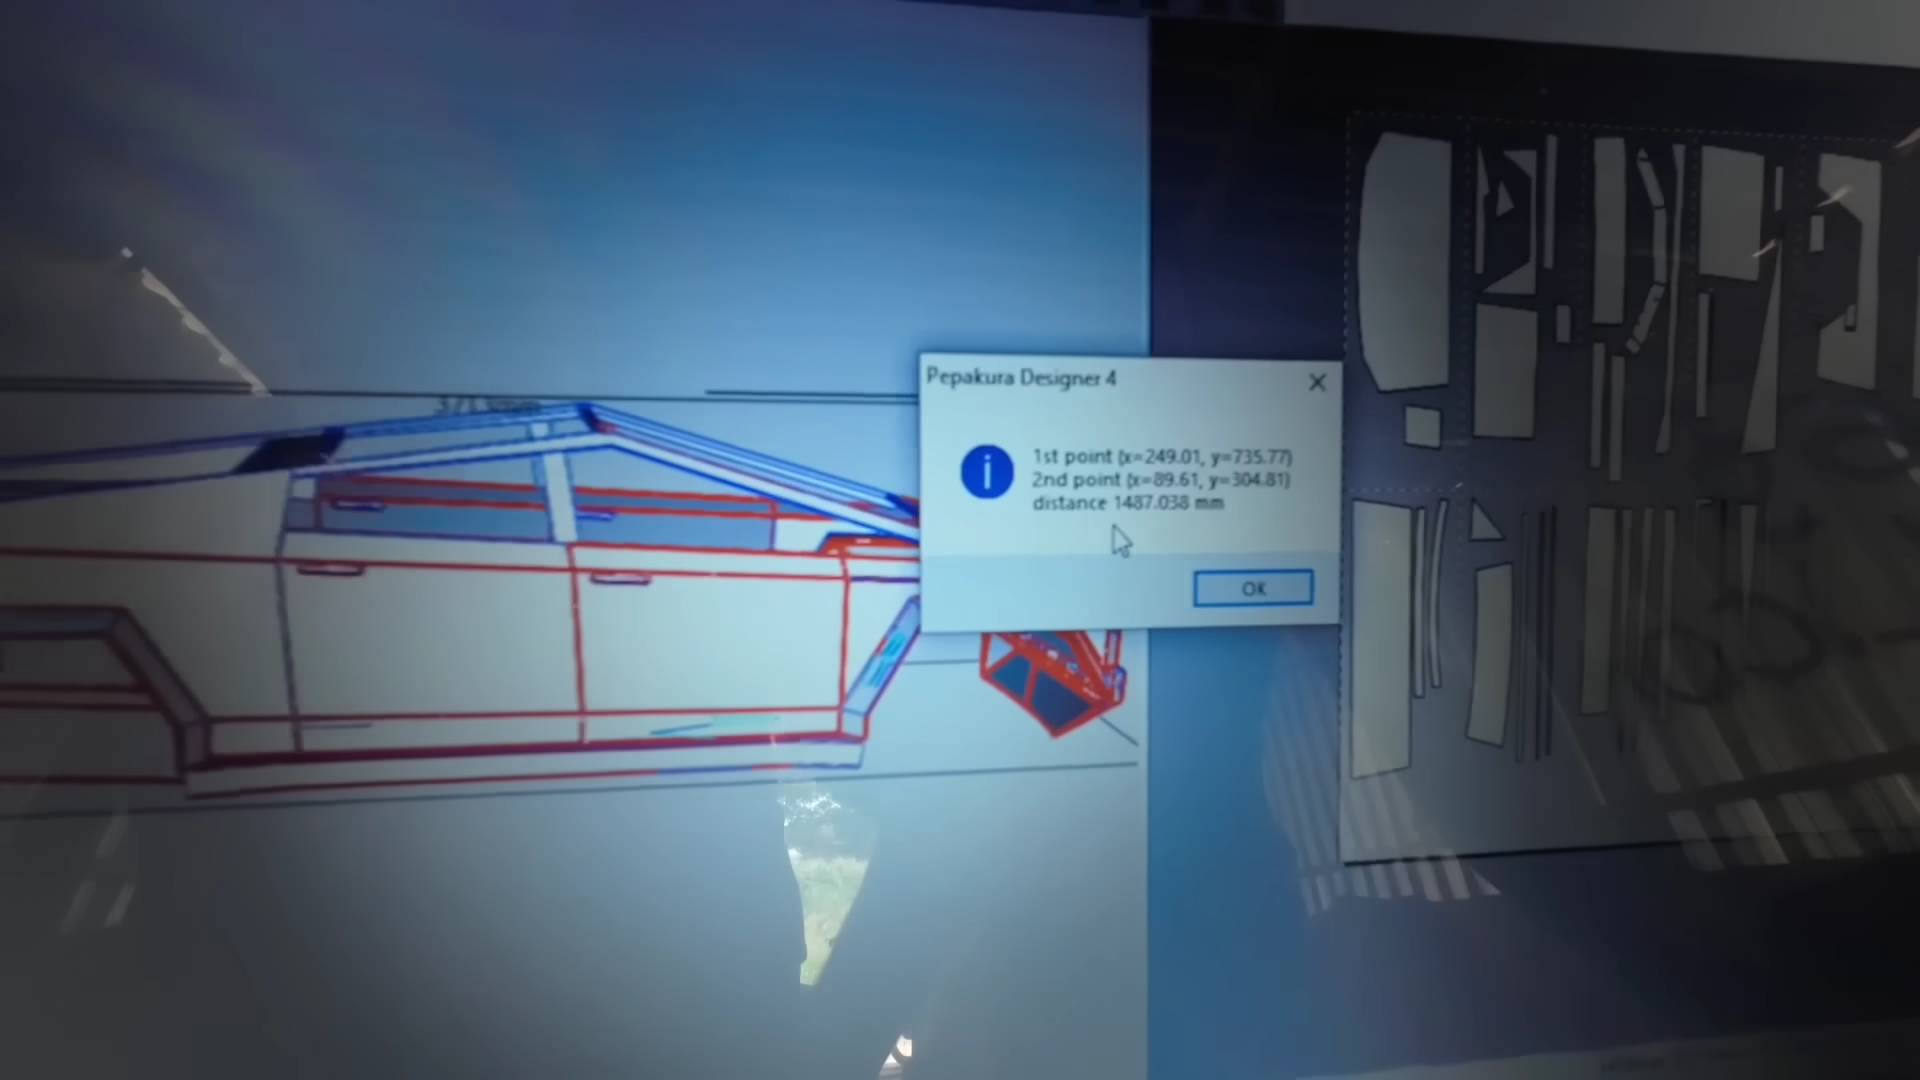 Pepakura Designer 4
1st point (x=249.01, y=735.77)
2nd point (x=89.61, y=304.81)
distance 1487.038 mm
OK